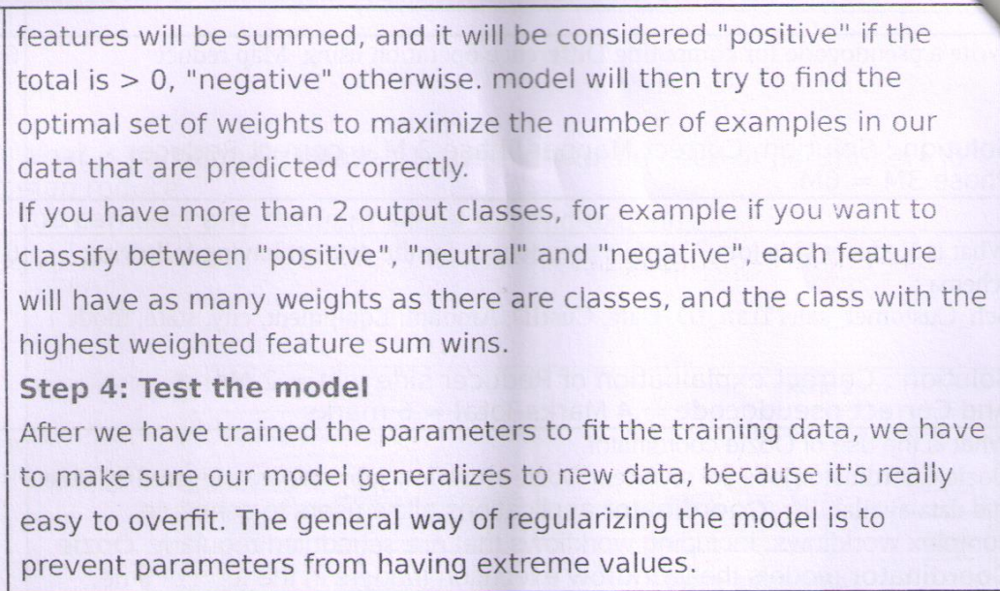 features will be summed, and it will be considered "positive" if the
total is > 0, "negative" otherwise. model will then try to find the
optimal set of weights to maximize the number of examples in our
data that are predicted correctly.
If you have more than 2 output classes, for example if you want to
classify between "positive", "neutral" and "negative", each feature
will have as many weights as there are classes, and the class with the
highest weighted feature sum wins.
Step 4: Test the model
After we have trained the parameters to fit the training data, we have
to make sure our model generalizes to new data, because it's really
easy to overfit. The general way of regularizing the model is to
prevent parameters from having extreme values.